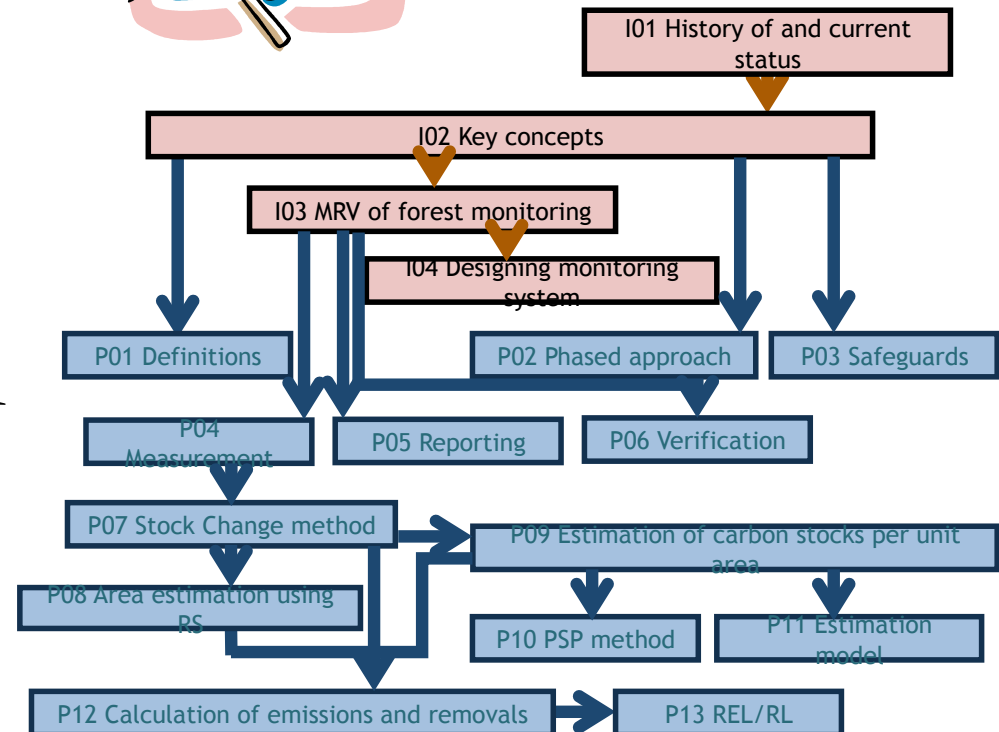 I01 History of and current
status
I02 Key concepts
I03 MRV of forest monitoring
I04 Designing monitoring
system
P01 Definitions
P02 Phased approach
P03 Safeguards
P04
Measurement
P05 Reporting
P06 Verification
P07 Stock Change method
P09 Estimation of carbon stocks per unit
area
P08 Area estimation using
RS
P10 PSP method
P11 Estimation
model
P12 Calculation of emissions and removals
P13 REL/RL